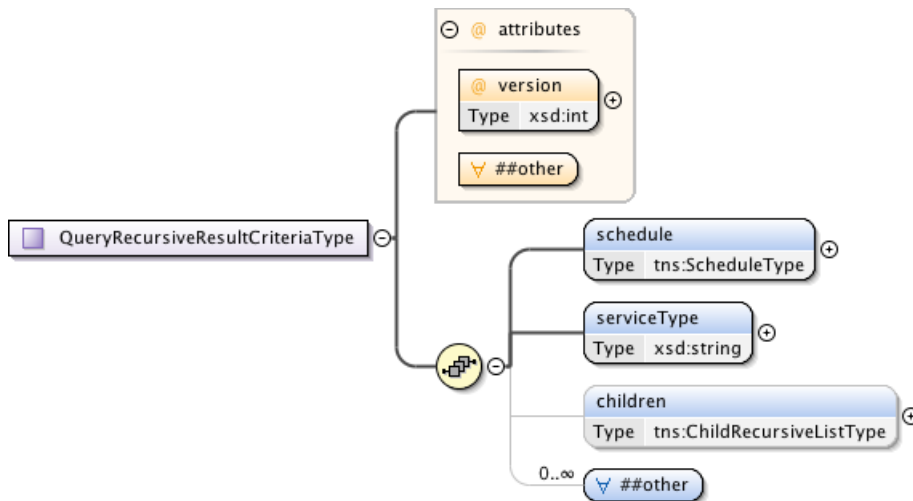 @ attributes
@ version
Type xsd:int
∀ ##other
QueryRecursiveResultCriteriaType
schedule
Type tns:ScheduleType
serviceType
Type xsd:string
children
Type tns:ChildRecursiveListType
0..∞
∀ ##other